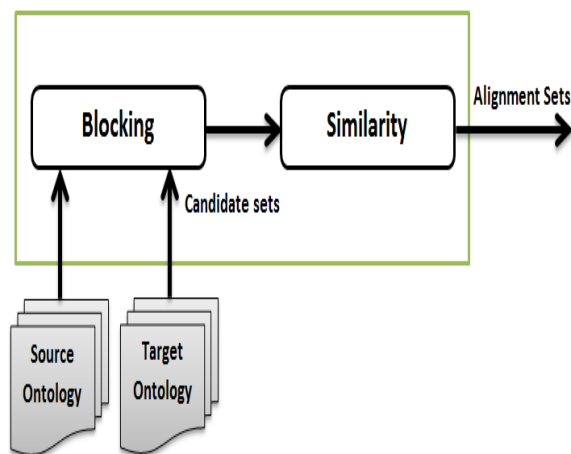 Alignment Sets
Blocking
Similarity
Candidate sets
Source
Ontology
Target
Ontology